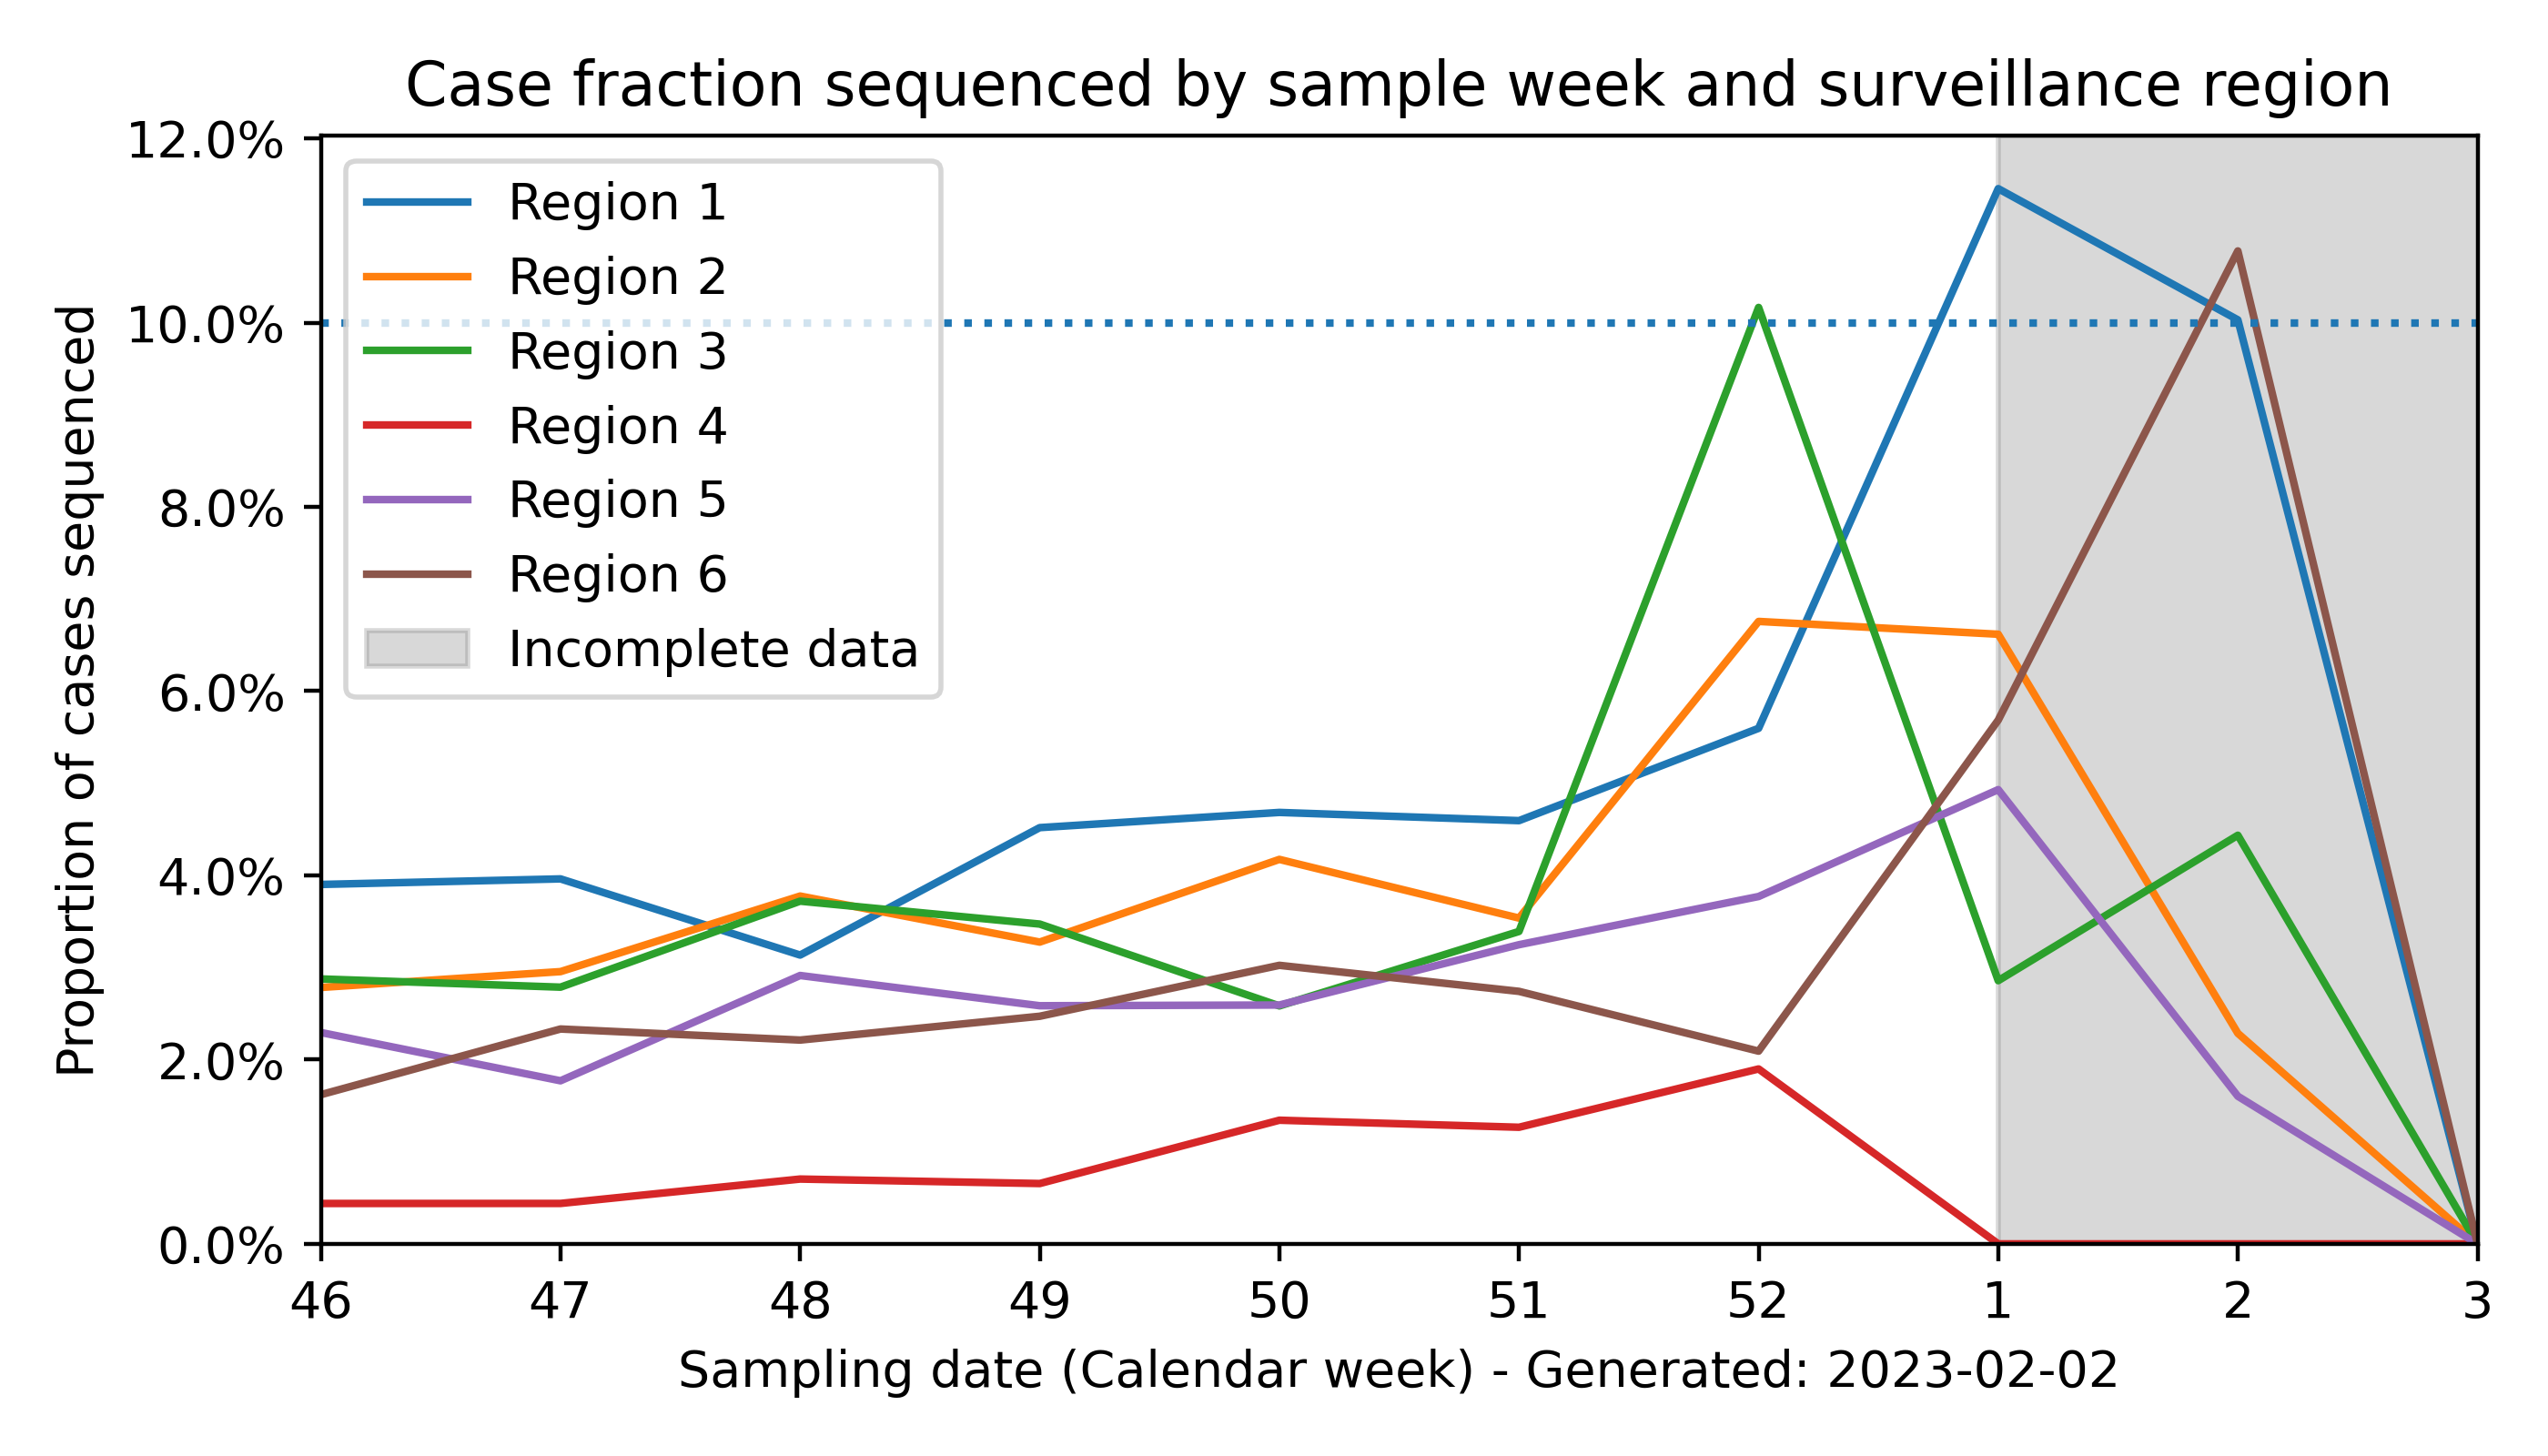 Case fraction sequenced by sample week and surveillance region
12.0%
10.0%
8.0%
6.0%
4.0%
2.0%
0.0%
Proportion of cases sequenced
Region 1
Region 2
Region 3
Region 4
Region 5
Region 6
Incomplete data
46 47 48 49 50 51 52 1 2 3
Sampling date (Calendar week) - Generated: 2023-02-02